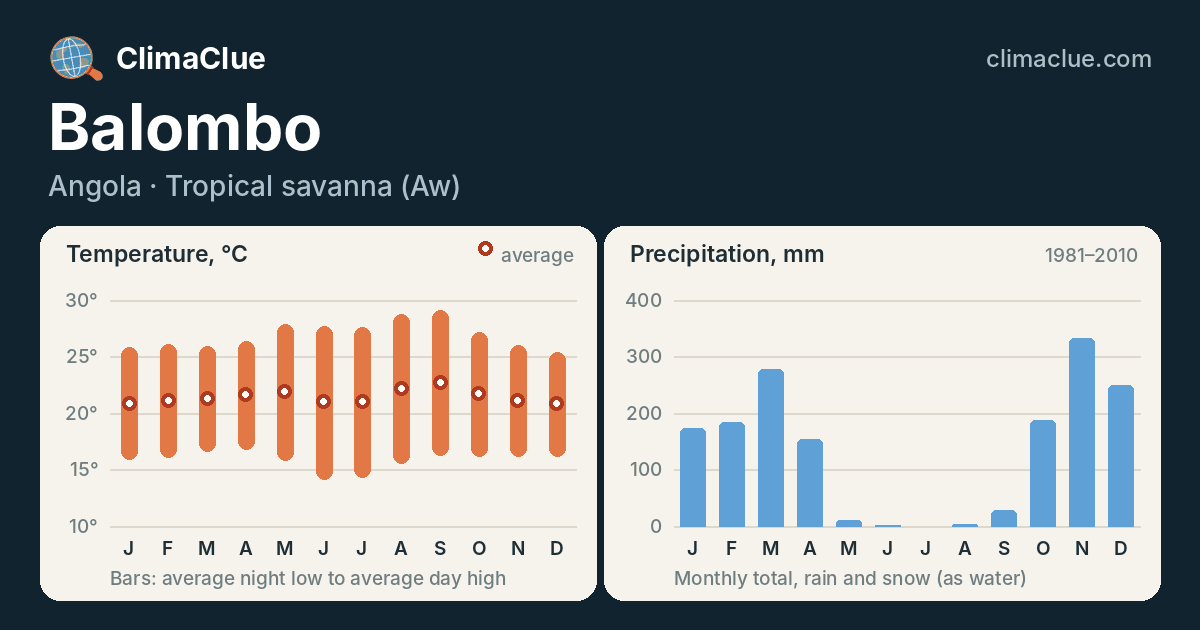 ClimaClue
climaclue.com
Balombo
Angola · Tropical savanna (Aw)
Temperature, °C
average
30°
25°
20°
15°
10°
J F M A M J J A S O N D
Bars: average night low to average day high
Precipitation, mm
1981–2010
400
300
200
100
0
J F M A M J J A S O N D
Monthly total, rain and snow (as water)